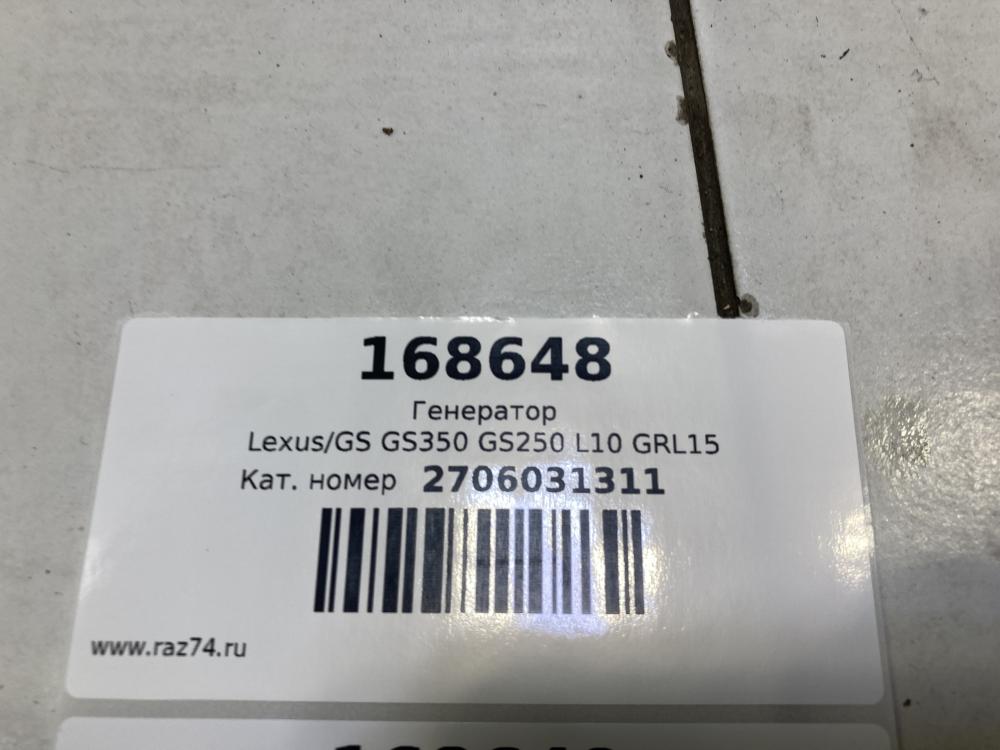 168648
Генератор
Lexus/GS GS350 GS250 L10 GRL15
Кат. номер 2706031311
www.raz74.ru